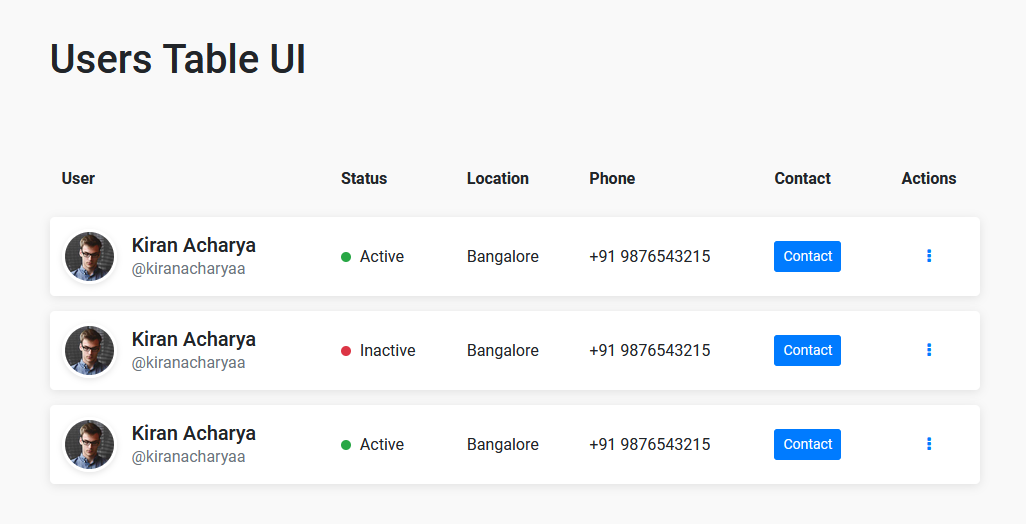 Users Table UI
User Status Location Phone Contact Actions
Kiran Acharya
@kiranacharyaa
Active Bangalore +91 9876543215 Contact
Kiran Acharya
@kiranacharyaa
Inactive Bangalore +91 9876543215 Contact
Kiran Acharya
@kiranacharyaa
Active Bangalore +91 9876543215 Contact